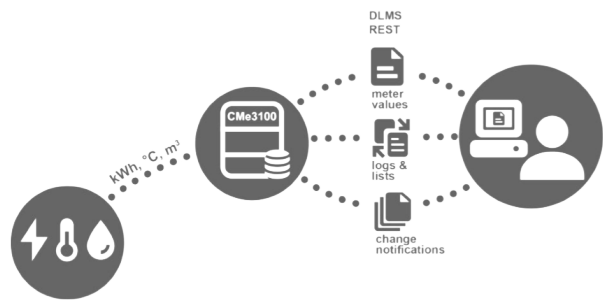 DLMS
REST
meter
values
CMe3100
kWh, °C, m³
logs &
lists
change
notifications